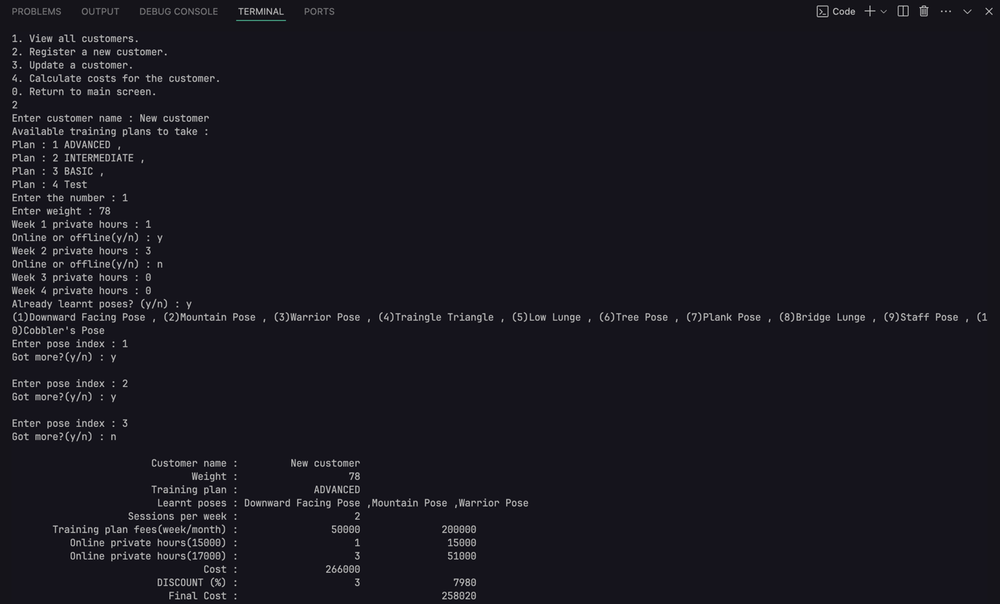 PROBLEMS OUTPUT DEBUG CONSOLE TERMINAL PORTS Code
1. View all customers.
2. Register a new customer.
3. Update a customer.
4. Calculate costs for the customer.
0. Return to main screen.
2
Enter customer name : New customer
Available training plans to take :
Plan : 1 ADVANCED ,
Plan : 2 INTERMEDIATE ,
Plan : 3 BASIC ,
Plan : 4 Test
Enter the number : 1
Enter weight : 78
Week 1 private hours : 1
Online or offline(y/n) : y
Week 2 private hours : 3
Online or offline(y/n) : n
Week 3 private hours : 0
Week 4 private hours : 0
Already learnt poses? (y/n) : y
(1)Downward Facing Pose , (2)Mountain Pose , (3)Warrior Pose , (4)Traingle Triangle , (5)Low Lunge , (6)Tree Pose , (7)Plank Pose , (8)Bridge Lunge , (9)Staff Pose , (1
0)Cobbler's Pose
Enter pose index : 1
Got more?(y/n) : y
Enter pose index : 2
Got more?(y/n) : y
Enter pose index : 3
Got more?(y/n) : n
Customer name : New customer
Weight : 78
Training plan : ADVANCED
Learnt poses : Downward Facing Pose ,Mountain Pose ,Warrior Pose
Sessions per week : 2
Training plan fees(week/month) : 50000 200000
Online private hours(15000) : 1 15000
Online private hours(17000) : 3 51000
Cost : 266000
DISCOUNT (%) : 3 7980
Final Cost : 258020